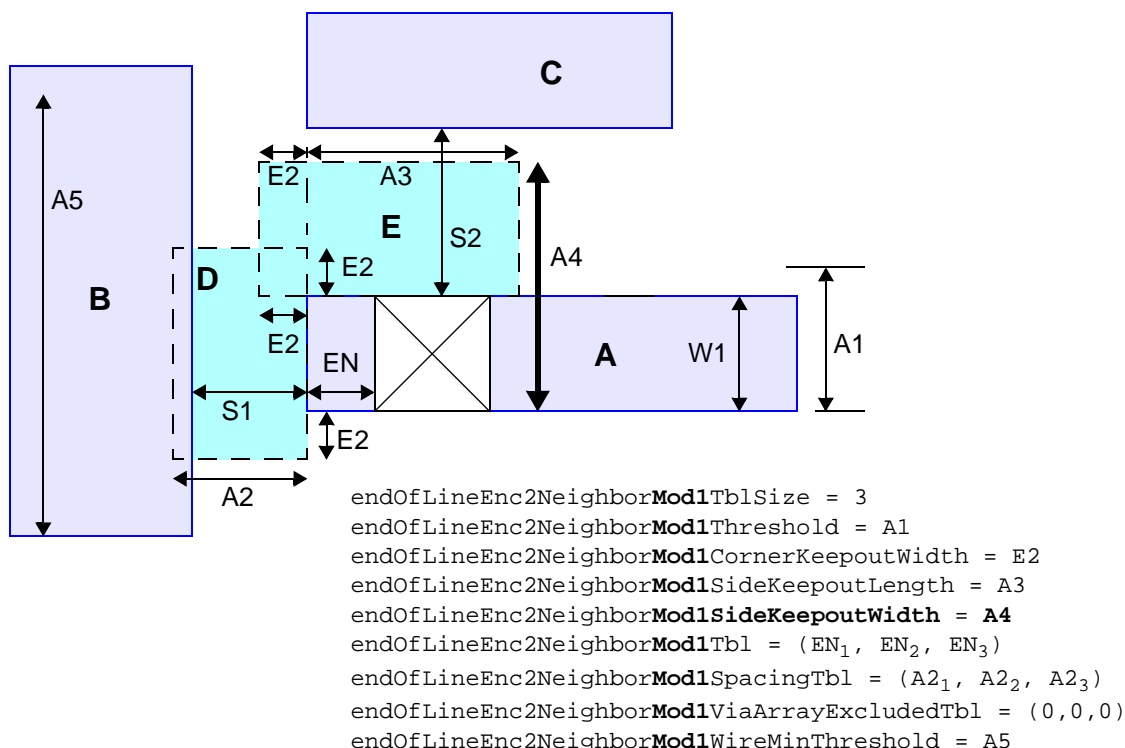 C
E2
A3
A5
E
S2
A4
E2
D
B
E2
EN
W1
A
A1
S1
E2
A2
endOfLineEnc2NeighborMod1TblSize = 3
endOfLineEnc2NeighborMod1Threshold = A1
endOfLineEnc2NeighborMod1CornerKeepoutWidth = E2
endOfLineEnc2NeighborMod1SideKeepoutLength = A3
endOfLineEnc2NeighborMod1SideKeepoutWidth = A4
endOfLineEnc2NeighborMod1Tbl = (EN1, EN2, EN3)
endOfLineEnc2NeighborMod1SpacingTbl = (A21, A22, A23)
endOfLineEnc2NeighborMod1ViaArrayExcludedTbl = (0,0,0)
endOfLineEnc2NeighborMod1WireMinThreshold = A5